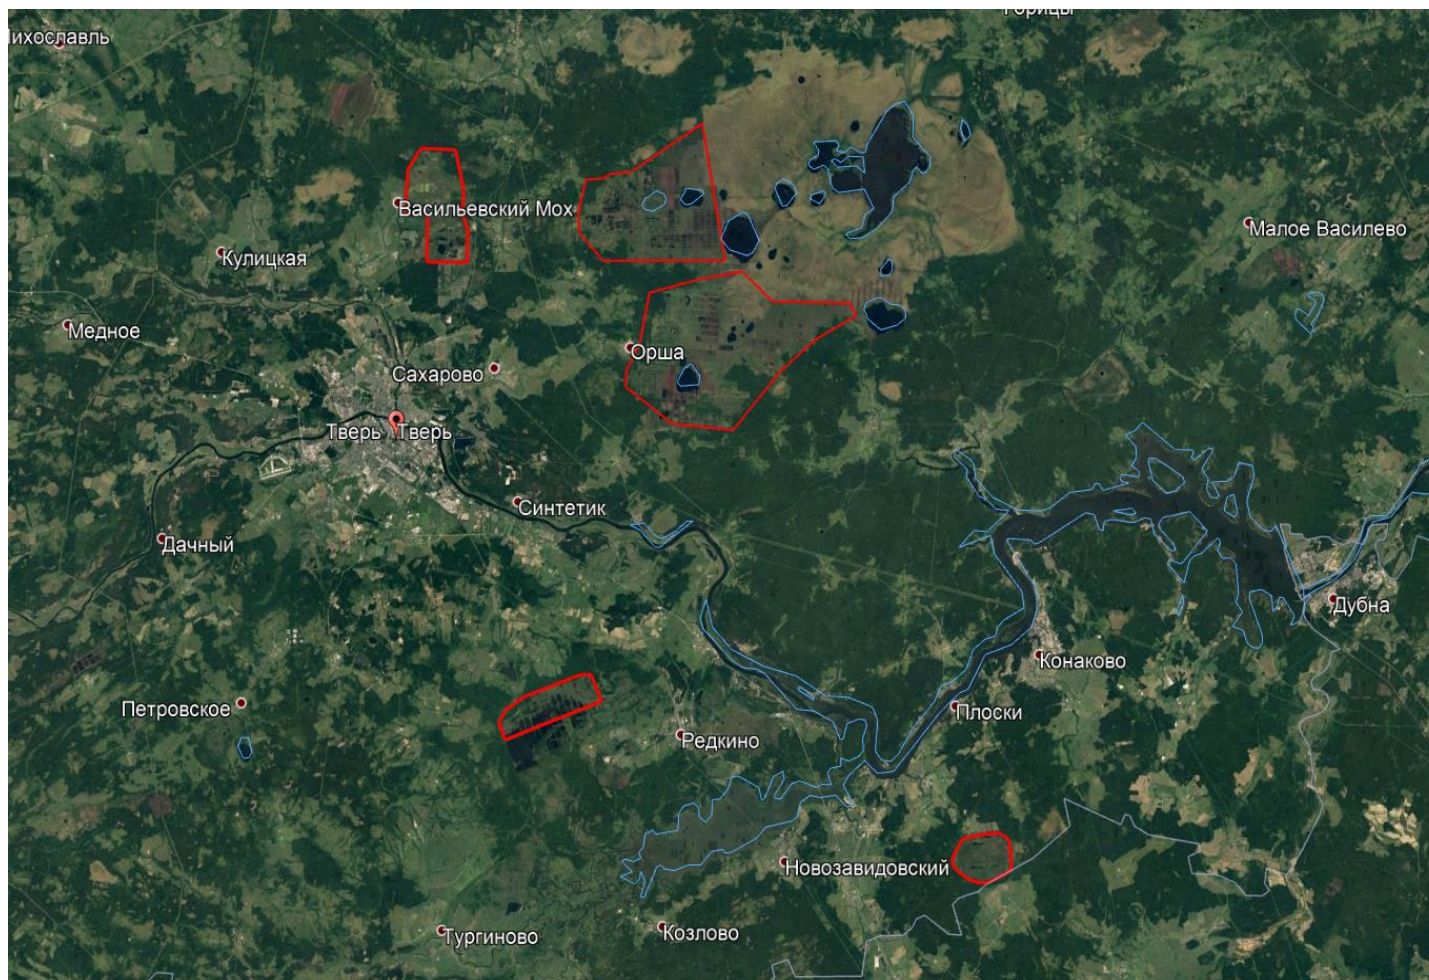 Горицы
Лихославль
Васильевский Мох
Малое Василево
Кулицкая
Медное
Орша
Сахарово
Тверь Тверь
Синтетик
Дачный
Дубна
Конаково
Петровское
Плоски
Редкино
Новозавидовский
Тургиново
Козлово